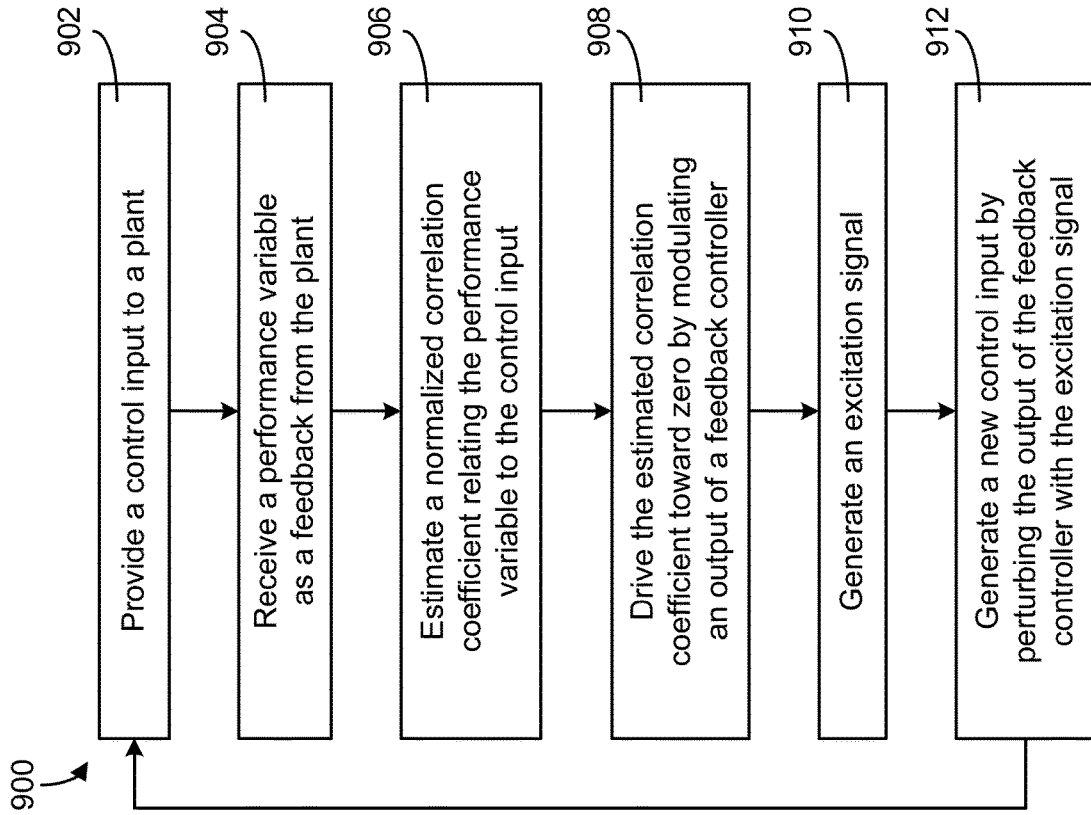 900
902
Provide a control input to a plant
904
Receive a performance variable
as a feedback from the plant
906
Estimate a normalized correlation
coefficient relating the performance
variable to the control input
908
Drive the estimated correlation
coefficient toward zero by modulating
an output of a feedback controller
910
Generate an excitation signal
912
Generate a new control input by
perturbing the output of the feedback
controller with the excitation signal